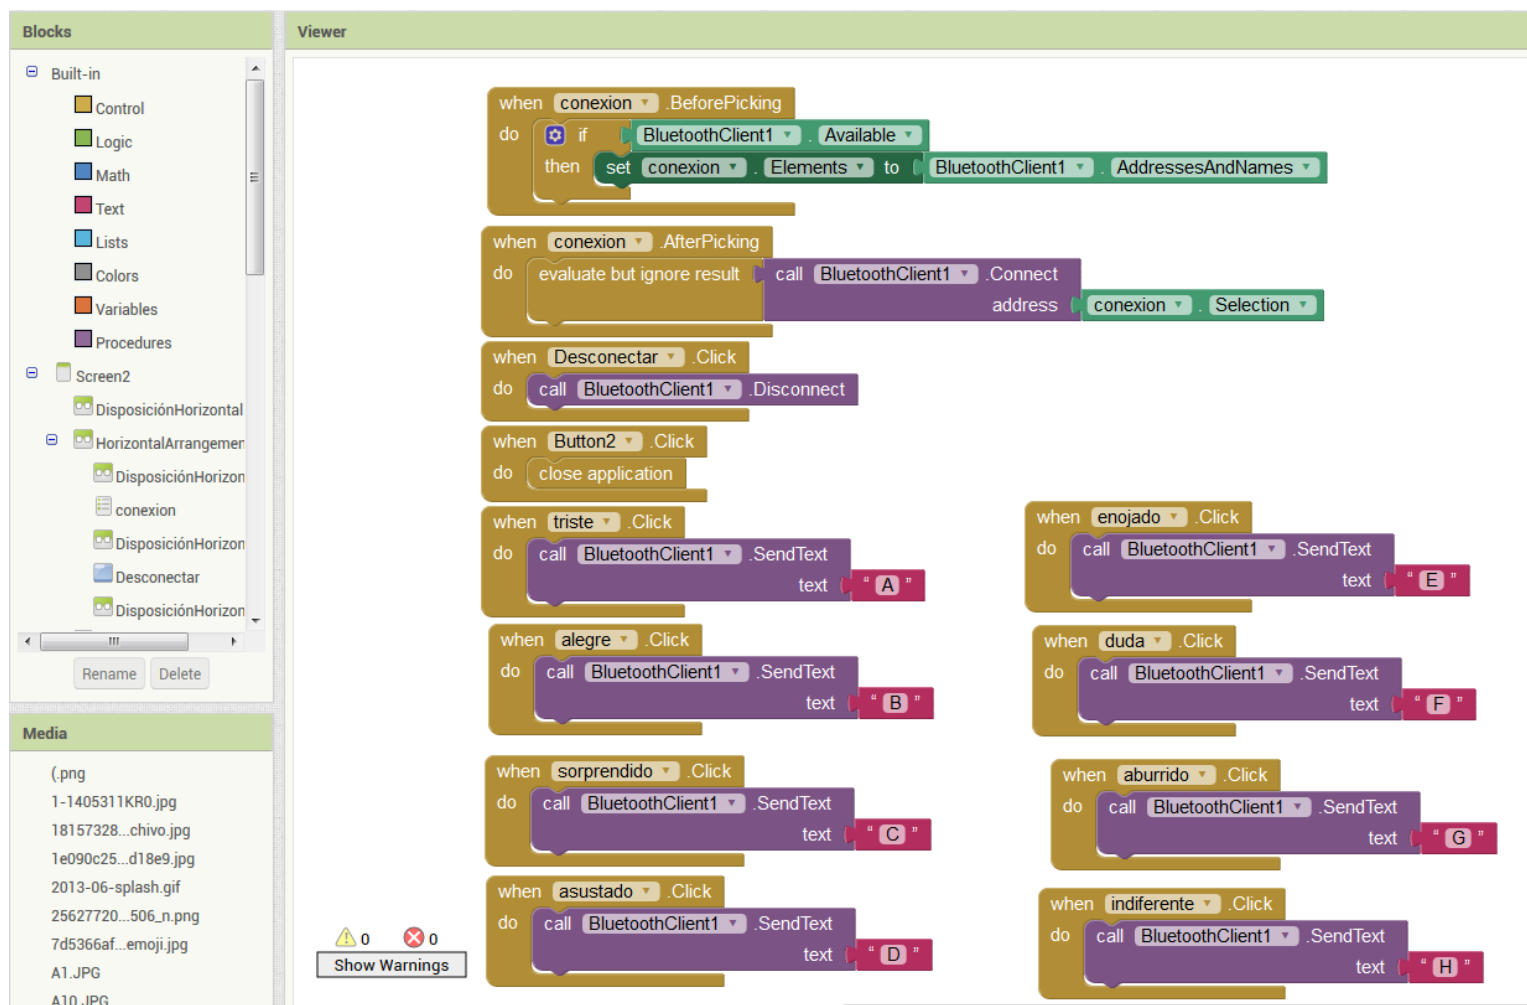 Blocks
Built-in
Control
Logic
Math
Text
Lists
Colors
Variables
Procedures
Screen2
DisposiciónHorizontal
HorizontalArrangemer
DisposiciónHorizon
conexion
DisposiciónHorizon
Desconectar
DisposiciónHorizon
Rename Delete
Media
(.png
1-1405311KR0.jpg
18157328...chivo.jpg
1e090c25...d18e9.jpg
2013-06-splash.gif
25627720...506_n.png
7d5366af...emoji.jpg
A1.JPG
A10.JPG
Viewer
when conexion .BeforePicking
do if BluetoothClient1 . Available
then set conexion . Elements to BluetoothClient1 . AddressesAndNames
when conexion .AfterPicking
do evaluate but ignore result call BluetoothClient1 .Connect
address conexion . Selection
when Desconectar .Click
do call BluetoothClient1 .Disconnect
when Button2 .Click
do close application
when triste .Click
do call BluetoothClient1 .SendText
text " A "
when alegre .Click
do call BluetoothClient1 .SendText
text " B "
when sorprendido .Click
do call BluetoothClient1 .SendText
text " C "
when asustado .Click
do call BluetoothClient1 .SendText
text " D "
when enojado .Click
do call BluetoothClient1 .SendText
text " E "
when duda .Click
do call BluetoothClient1 .SendText
text " F "
when aburrido .Click
do call BluetoothClient1 .SendText
text " G "
when indiferente .Click
do call BluetoothClient1 .SendText
text " H "
0 0
Show Warnings